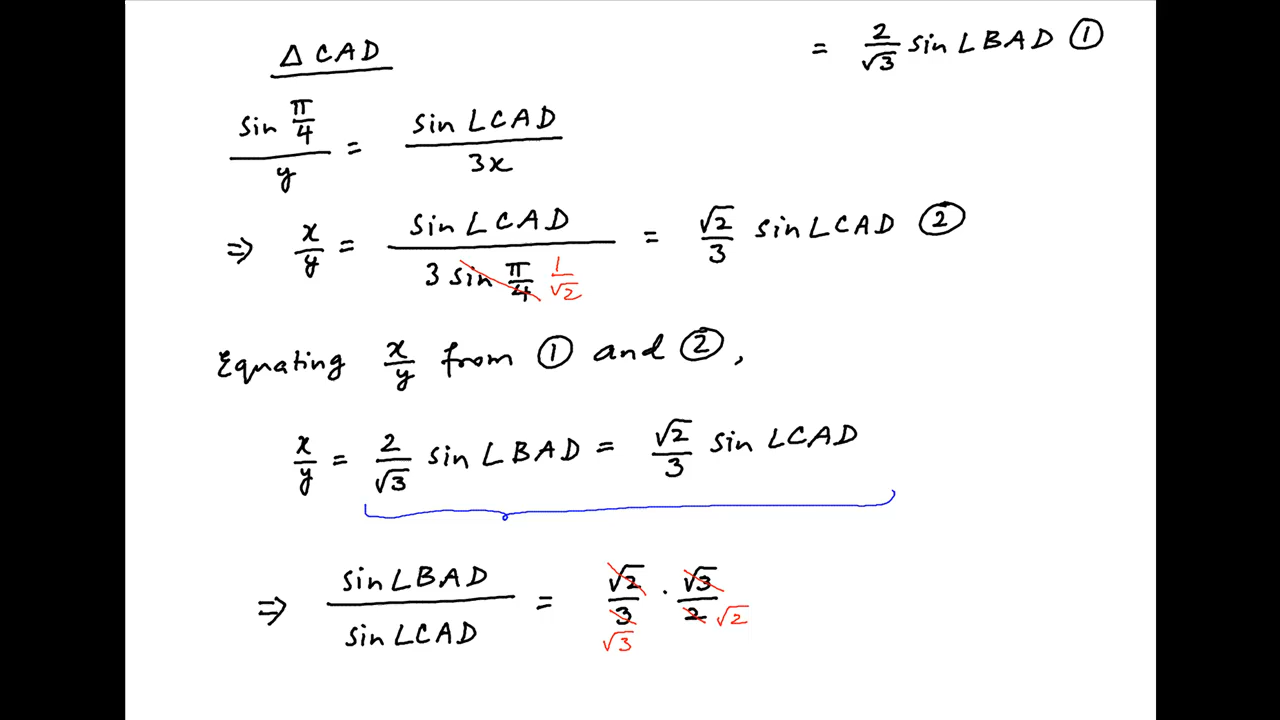 = 2/√3 sin∠BAD ①
Δ CAD
sin π/4 / y = sin∠CAD / 3x
⇒ x/y = sin∠CAD / 3 sin π/4 1/√2 = √2/3 sin∠CAD ②
Equating x/y from ① and ②,
x/y = 2/√3 sin∠BAD = √2/3 sin∠CAD
⇒ sin∠BAD / sin∠CAD = √2/3 √3 · √3/2 √2